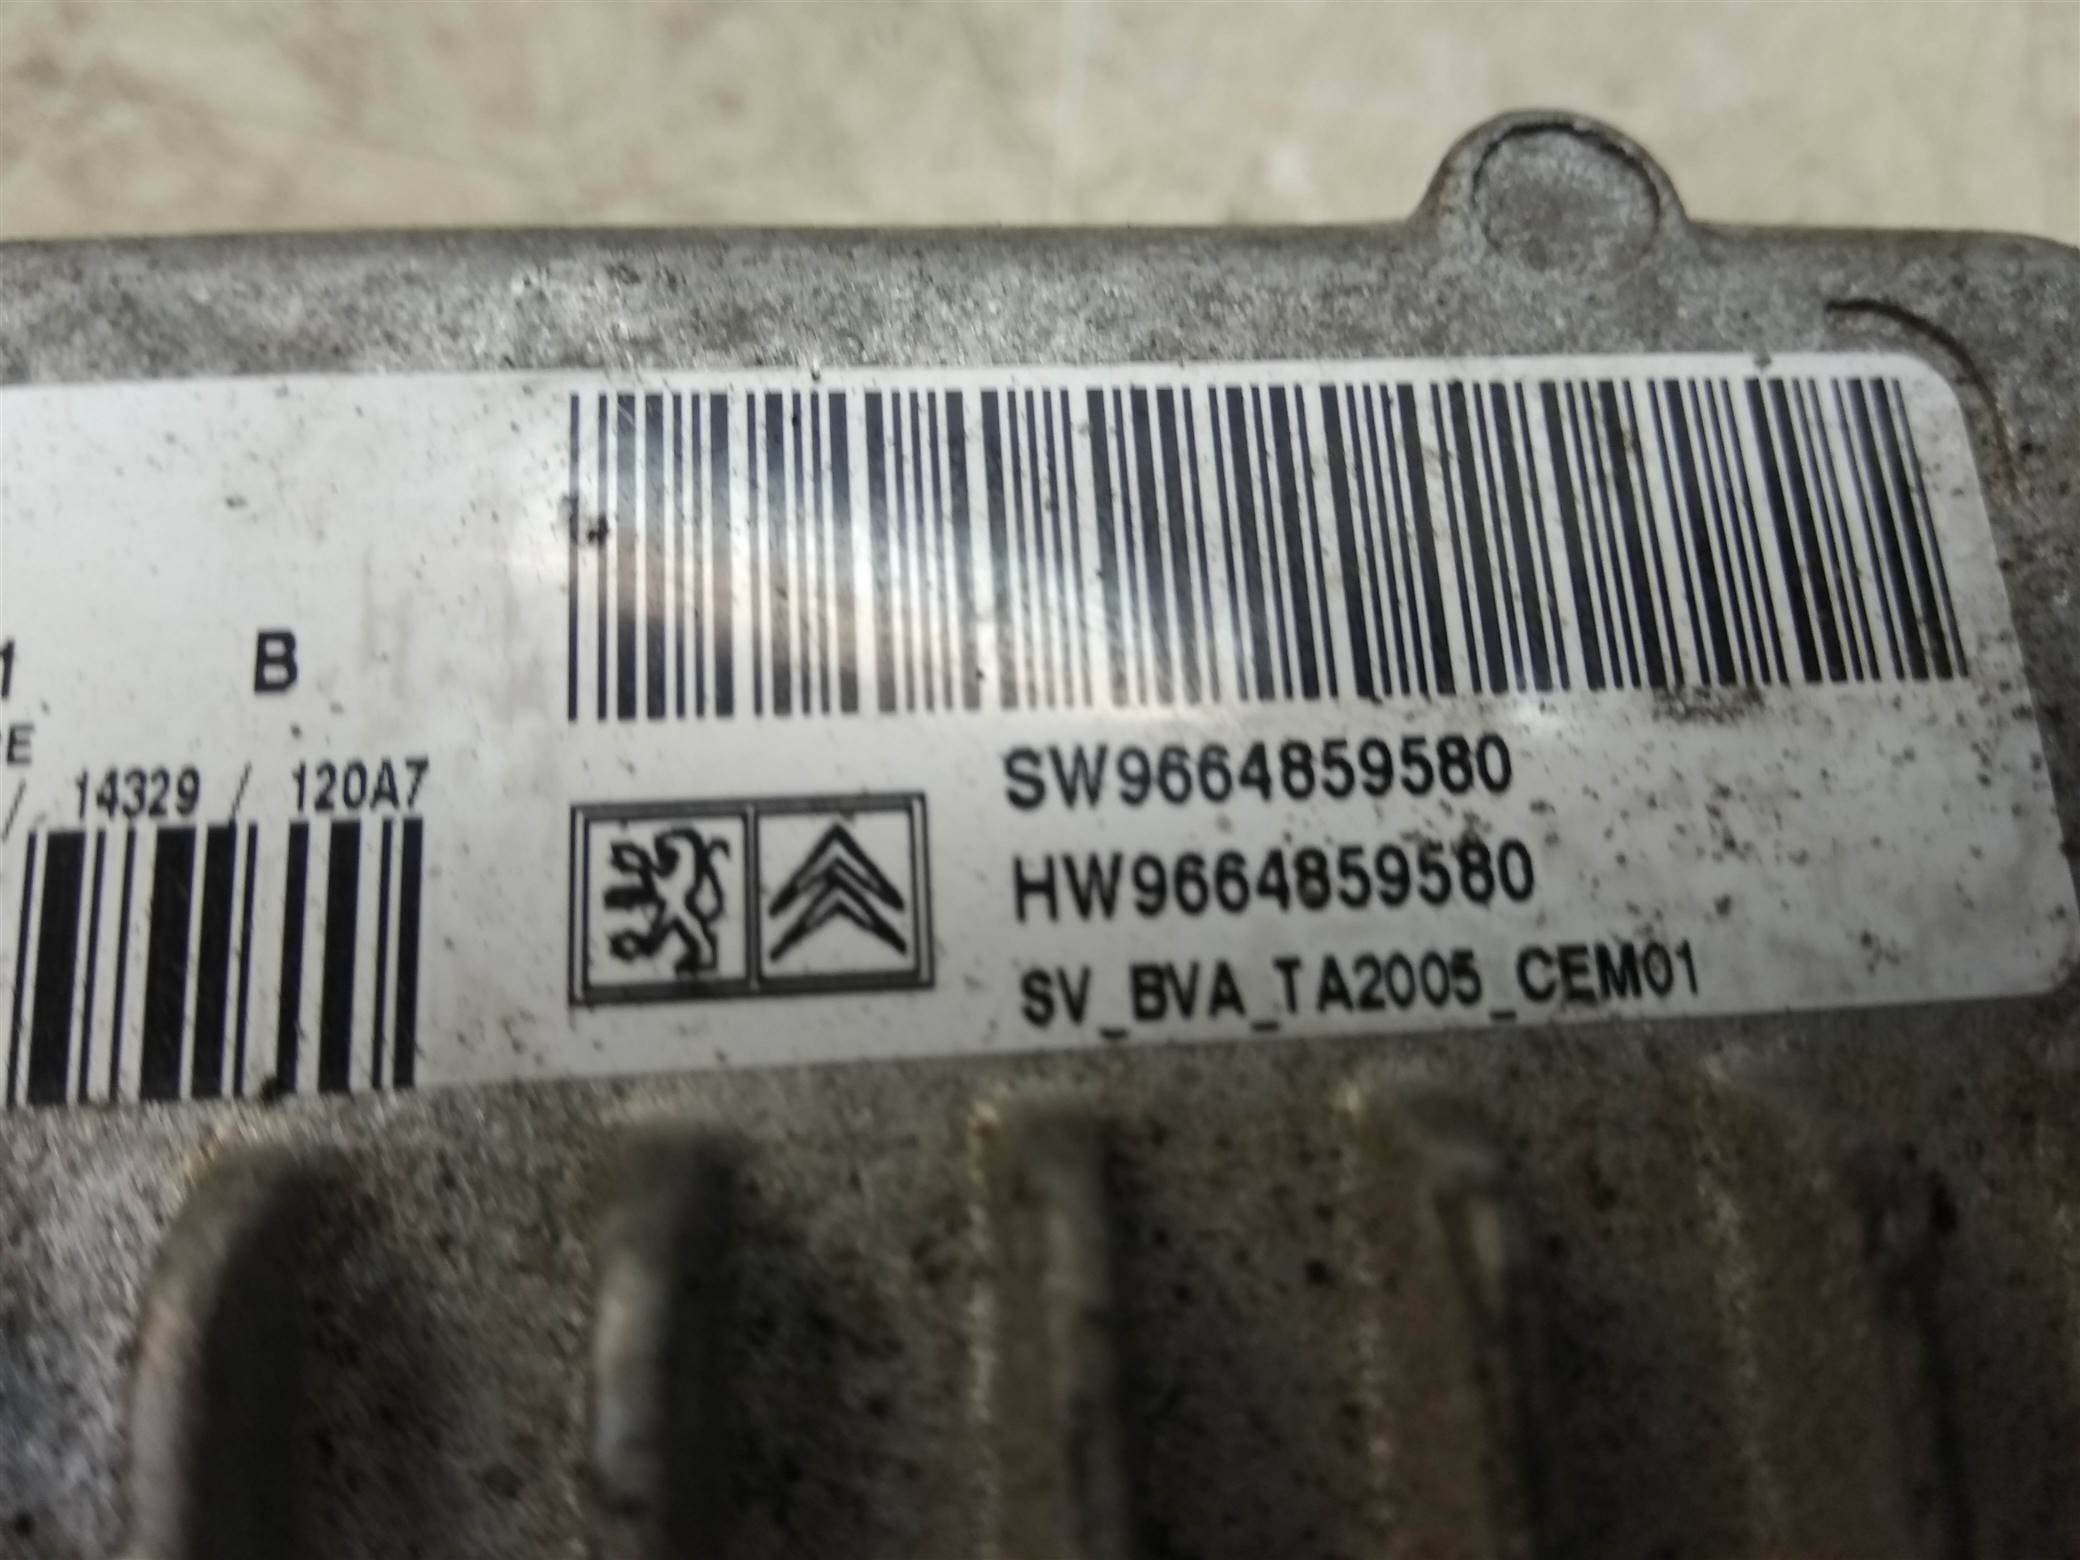 1 B
/ 14329 / 120A7
SW9664859580
HW9664859580
SV_BVA_TA2005_CEM01